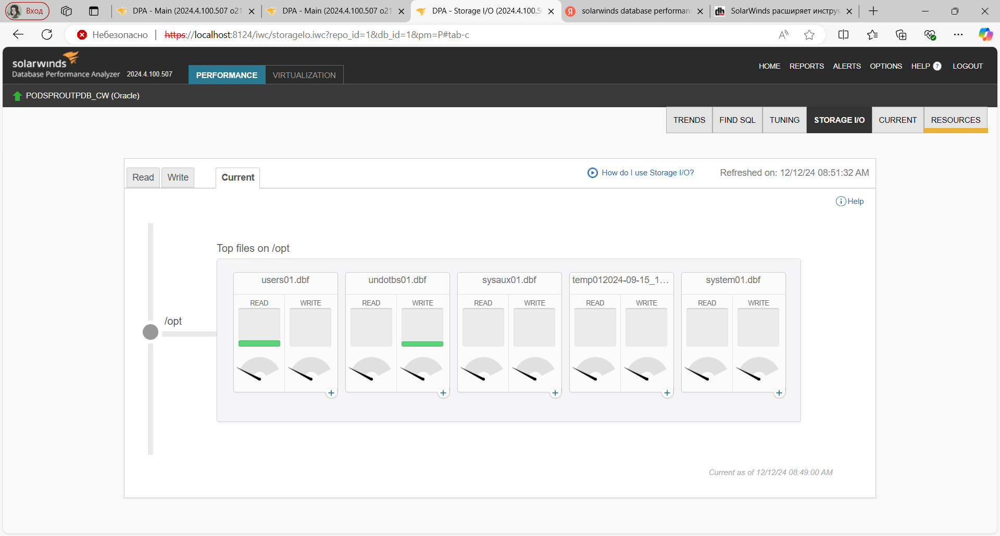 Вход
DPA - Main (2024.4.100.507 o21
DPA - Main (2024.4.100.507 o21
DPA - Storage I/O (2024.4.100.5
solarwinds database performan
SolarWinds расширяет инстру
Небезопасно
https://localhost:8124/iwc/storageIo.iwc?repo_id=1&db_id=1&pm=P#tab-c
solarwinds
Database Performance Analyzer 2024.4.100.507
PERFORMANCE
VIRTUALIZATION
HOME REPORTS ALERTS OPTIONS HELP ? LOGOUT
PODSPROUTPDB_CW (Oracle)
TRENDS FIND SQL TUNING STORAGE I/O CURRENT RESOURCES
Read Write Current
How do I use Storage I/O?
Refreshed on: 12/12/24 08:51:32 AM
Help
Top files on /opt
/opt
users01.dbf
READ WRITE
undotbs01.dbf
READ WRITE
sysaux01.dbf
READ WRITE
temp012024-09-15_1...
READ WRITE
system01.dbf
READ WRITE
Current as of 12/12/24 08:49:00 AM